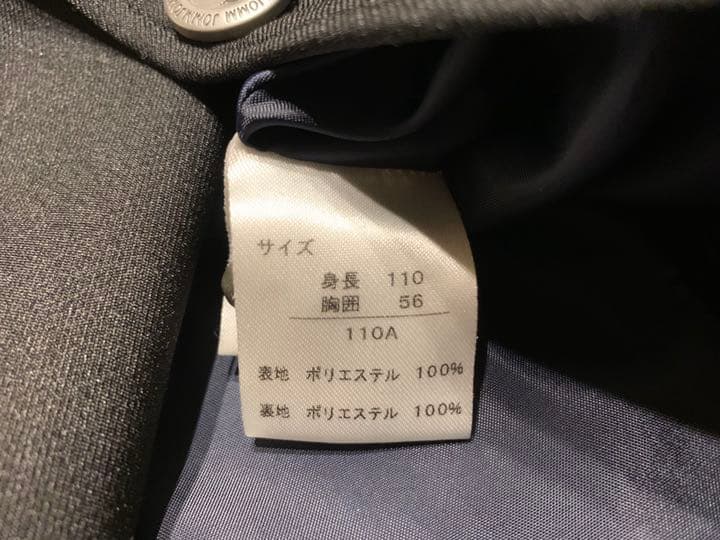 サイズ
身長 110
胸囲 56
110A
表地 ポリエステル 100%
裏地 ポリエステル 100%